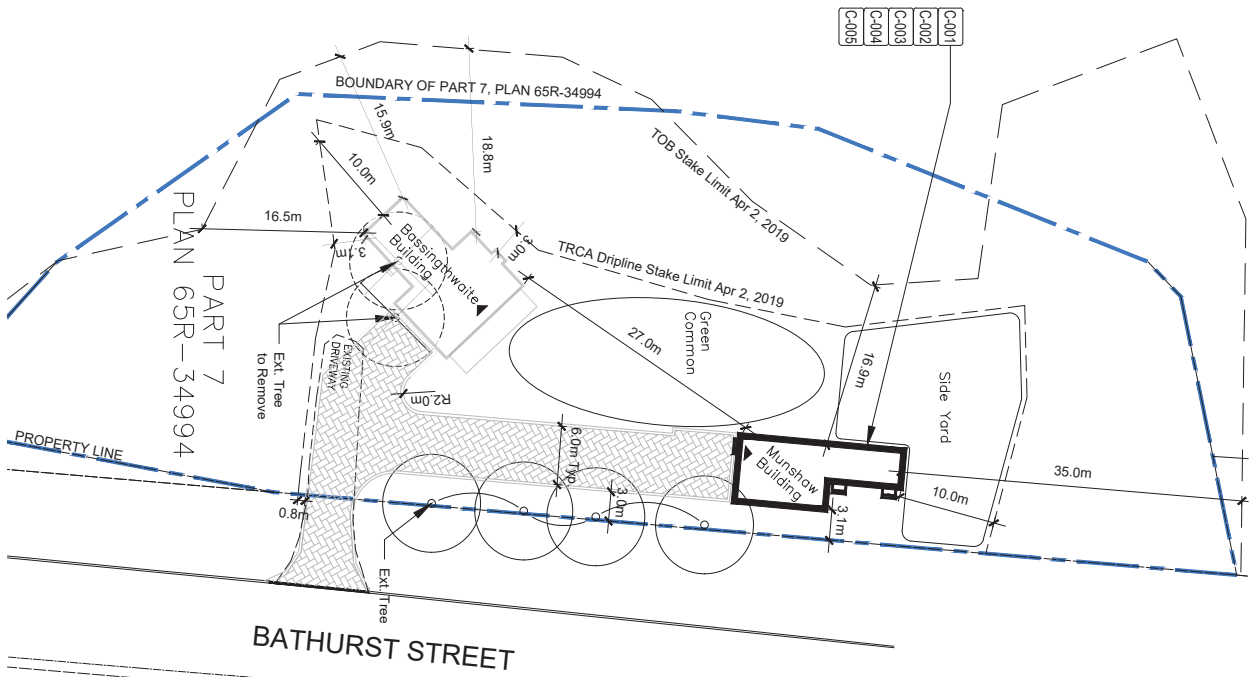 C-005
C-004
C-003
C-002
C-001
BOUNDARY OF PART 7, PLAN 65R-34994
15.9m
18.8m
10.0m
TOB Stake Limit Apr 2, 2019
16.5m
3.1m
Bassingthwaite
Building
3.0m
TRCA Dripline Stake Limit Apr 2, 2019
PART 7
PLAN 65R-34994
27.0m
Green
Common
16.9m
Side Yard
Ext. Tree
to Remove
EXISTING
DRIVEWAY
R2.0m
6.0m Typ.
Munshaw
Building
35.0m
10.0m
3.1m
3.0m
PROPERTY LINE
0.8m
Ext. Tree
BATHURST STREET